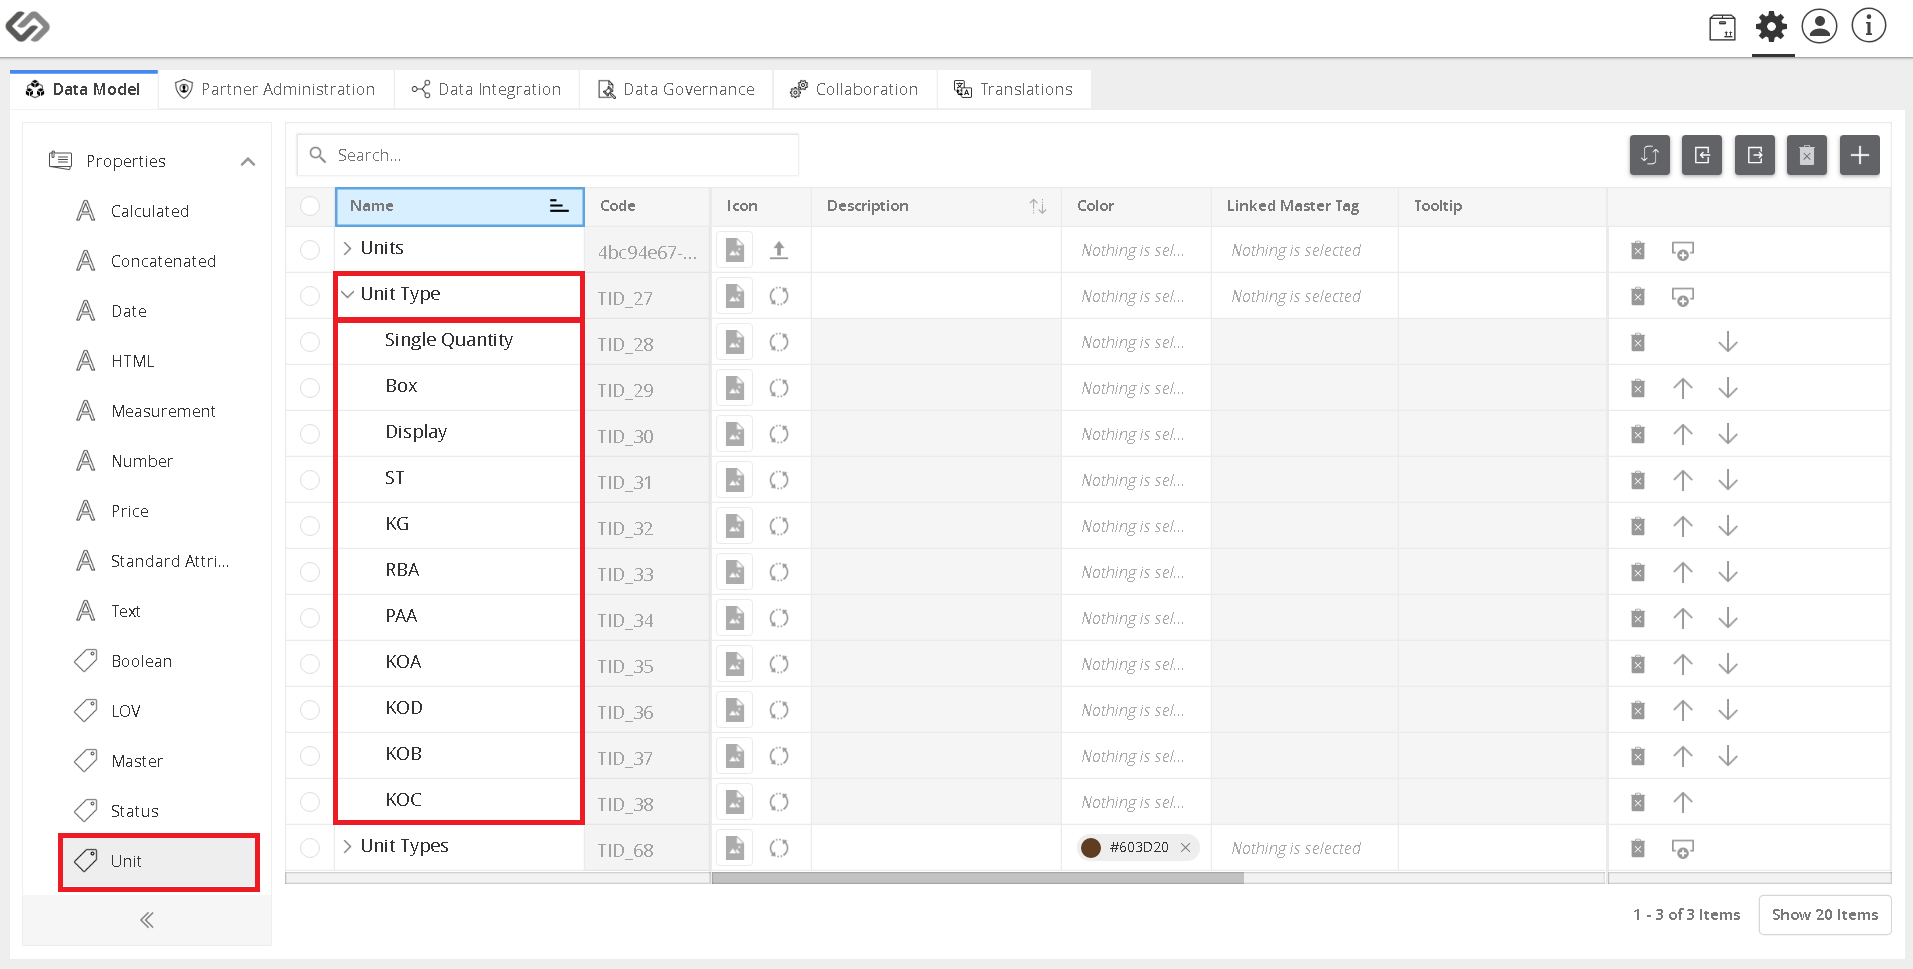 Data Model
Partner Administration
Data Integration
Data Governance
Collaboration
Translations
Properties
Calculated
Concatenated
Date
HTML
Measurement
Number
Price
Standard Attri...
Text
Boolean
LOV
Master
Status
Unit
Search...
Name Code Icon Description Color Linked Master Tag Tooltip
Units 4bc94e67-... Nothing is sel... Nothing is selected
Unit Type TID_27 Nothing is sel... Nothing is selected
Single Quantity TID_28 Nothing is sel...
Box TID_29 Nothing is sel...
Display TID_30 Nothing is sel...
ST TID_31 Nothing is sel...
KG TID_32 Nothing is sel...
RBA TID_33 Nothing is sel...
PAA TID_34 Nothing is sel...
KOA TID_35 Nothing is sel...
KOD TID_36 Nothing is sel...
KOB TID_37 Nothing is sel...
KOC TID_38 Nothing is sel...
Unit Types TID_68 #603D20 Nothing is selected
1 - 3 of 3 Items
Show 20 Items